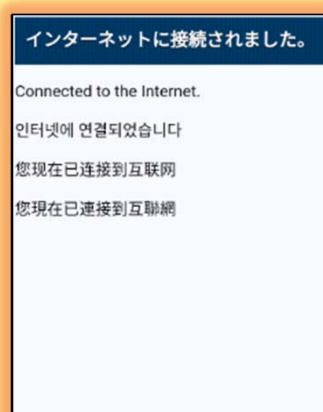 インターネットに接続されました。
Connected to the Internet.
인터넷에 연결되었습니다
您现在已连接到互联网
您現在已連接到互聯網